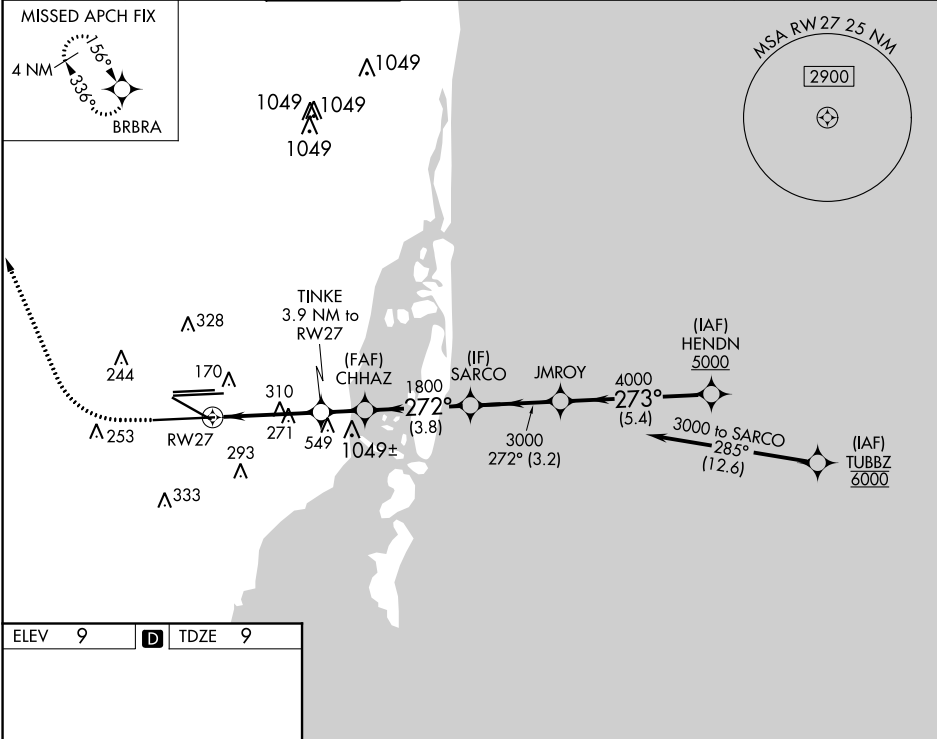 MISSED APCH FIX
4 NM
156°
336°
BRBRA
1049
1049
1049
1049
MSA RW27 25 NM
2900
TINKE
3.9 NM to
RW27
328
244
170
310
271
253
RW27
293
333
549
1049±
(FAF)
CHHAZ
1800
272°
(3.8)
(IF)
SARCO
JMROY
3000
272° (3.2)
4000
273°
(5.4)
(IAF)
HENDN
5000
3000 to SARCO
285°
(12.6)
(IAF)
TUBBZ
6000
ELEV 9 D TDZE 9